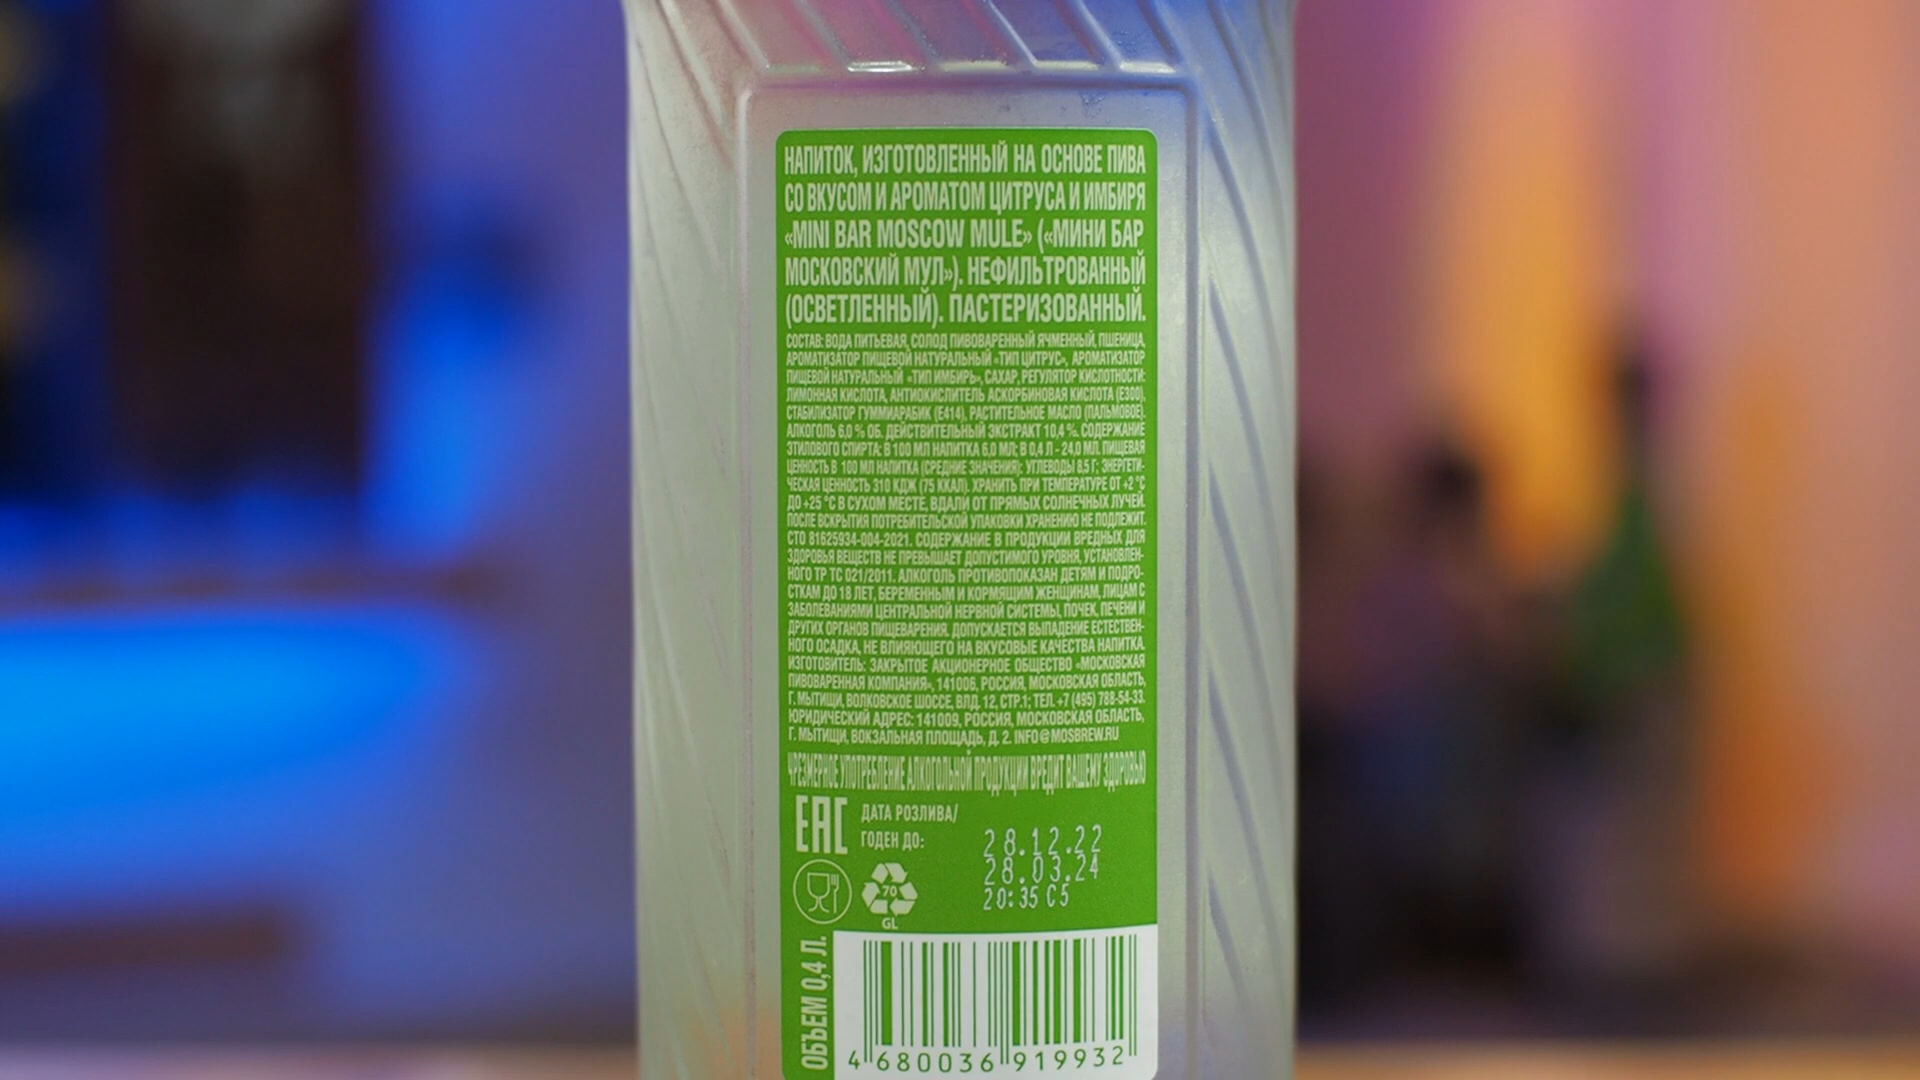 НАПИТОК, ИЗГОТОВЛЕННЫЙ НА ОСНОВЕ ПИВА
СО ВКУСОМ И АРОМАТОМ ЦИТРУСА И ИМБИРЯ
«MINI BAR MOSCOW MULE» («МИНИ БАР
МОСКОВСКИЙ МУЛ»). НЕФИЛЬТРОВАННЫЙ
(ОСВЕТЛЕННЫЙ). ПАСТЕРИЗОВАННЫЙ.
СОСТАВ: ВОДА ПИТЬЕВАЯ, СОЛОД ПИВОВАРЕННЫЙ ЯЧМЕННЫЙ, ПШЕНИЦА,
АРОМАТИЗАТОР ПИЩЕВОЙ НАТУРАЛЬНЫЙ «ТИП ЦИТРУС», АРОМАТИЗАТОР
ПИЩЕВОЙ НАТУРАЛЬНЫЙ «ТИП ИМБИРЬ», САХАР, РЕГУЛЯТОР КИСЛОТНОСТИ:
ЛИМОННАЯ КИСЛОТА, АНТИОКИСЛИТЕЛЬ АСКОРБИНОВАЯ КИСЛОТА (Е300),
СТАБИЛИЗАТОР ГУММИАРАБИК (Е414), РАСТИТЕЛЬНОЕ МАСЛО (ПАЛЬМОВОЕ).
АЛКОГОЛЬ 6,0 % ОБ. ДЕЙСТВИТЕЛЬНЫЙ ЭКСТРАКТ 10,4 %. СОДЕРЖАНИЕ
ЭТИЛОВОГО СПИРТА: В 100 МЛ НАПИТКА 6,0 МЛ; В 0,4 Л - 24,0 МЛ. ПИЩЕВАЯ
ЦЕННОСТЬ В 100 МЛ НАПИТКА (СРЕДНИЕ ЗНАЧЕНИЯ): УГЛЕВОДЫ 8,5 Г; ЭНЕРГЕТИ-
ЧЕСКАЯ ЦЕННОСТЬ 310 КДЖ (75 ККАЛ). ХРАНИТЬ ПРИ ТЕМПЕРАТУРЕ ОТ +2 °С
ДО +25 °С В СУХОМ МЕСТЕ, ВДАЛИ ОТ ПРЯМЫХ СОЛНЕЧНЫХ ЛУЧЕЙ.
ПОСЛЕ ВСКРЫТИЯ ПОТРЕБИТЕЛЬСКОЙ УПАКОВКИ ХРАНЕНИЮ НЕ ПОДЛЕЖИТ.
СТО 81625934-004-2021. СОДЕРЖАНИЕ В ПРОДУКЦИИ ВРЕДНЫХ ДЛЯ
ЗДОРОВЬЯ ВЕЩЕСТВ НЕ ПРЕВЫШАЕТ ДОПУСТИМОГО УРОВНЯ, УСТАНОВЛЕН-
НОГО ТР ТС 021/2011. АЛКОГОЛЬ ПРОТИВОПОКАЗАН ДЕТЯМ И ПОДРО-
СТКАМ ДО 18 ЛЕТ, БЕРЕМЕННЫМ И КОРМЯЩИМ ЖЕНЩИНАМ, ЛИЦАМ С
ЗАБОЛЕВАНИЯМИ ЦЕНТРАЛЬНОЙ НЕРВНОЙ СИСТЕМЫ, ПОЧЕК, ПЕЧЕНИ И
ДРУГИХ ОРГАНОВ ПИЩЕВАРЕНИЯ. ДОПУСКАЕТСЯ ВЫПАДЕНИЕ ЕСТЕСТВЕН-
НОГО ОСАДКА, НЕ ВЛИЯЮЩЕГО НА ВКУСОВЫЕ КАЧЕСТВА НАПИТКА.
ИЗГОТОВИТЕЛЬ: ЗАКРЫТОЕ АКЦИОНЕРНОЕ ОБЩЕСТВО «МОСКОВСКАЯ
ПИВОВАРЕННАЯ КОМПАНИЯ», 141006, РОССИЯ, МОСКОВСКАЯ ОБЛАСТЬ,
Г. МЫТИЩИ, ВОЛКОВСКОЕ ШОССЕ, ВЛД. 12, СТР.1; ТЕЛ. +7 (495) 788-54-33.
ЮРИДИЧЕСКИЙ АДРЕС: 141009, РОССИЯ, МОСКОВСКАЯ ОБЛАСТЬ,
Г. МЫТИЩИ, ВОКЗАЛЬНАЯ ПЛОЩАДЬ, Д. 2. INFO@MOSBREW.RU
ЧРЕЗМЕРНОЕ УПОТРЕБЛЕНИЕ АЛКОГОЛЬНОЙ ПРОДУКЦИИ ВРЕДИТ ВАШЕМУ ЗДОРОВЬЮ
EAC
ДАТА РОЗЛИВА/
ГОДЕН ДО:
28.12.22
28.03.24
20:35 C5
70
GL
ОБЪЕМ 0,4 Л.
4 680036 919932